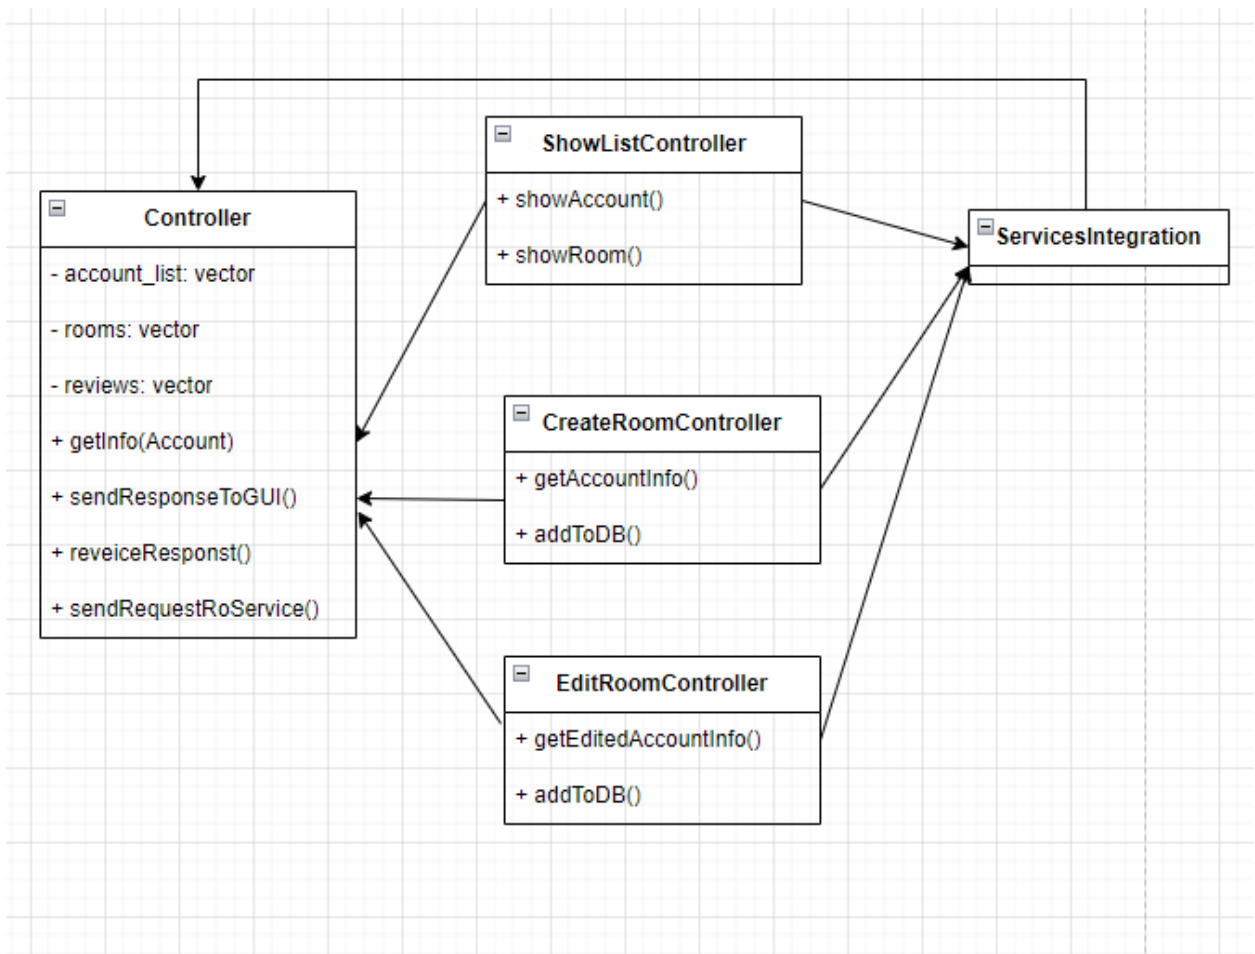 Controller
- account_list: vector
- rooms: vector
- reviews: vector
+ getInfo(Account)
+ sendResponseToGUI()
+ reveiceResponst()
+ sendRequestRoService()
ShowListController
+ showAccount()
+ showRoom()
CreateRoomController
+ getAccountInfo()
+ addToDB()
EditRoomController
+ getEditedAccountInfo()
+ addToDB()
ServicesIntegration